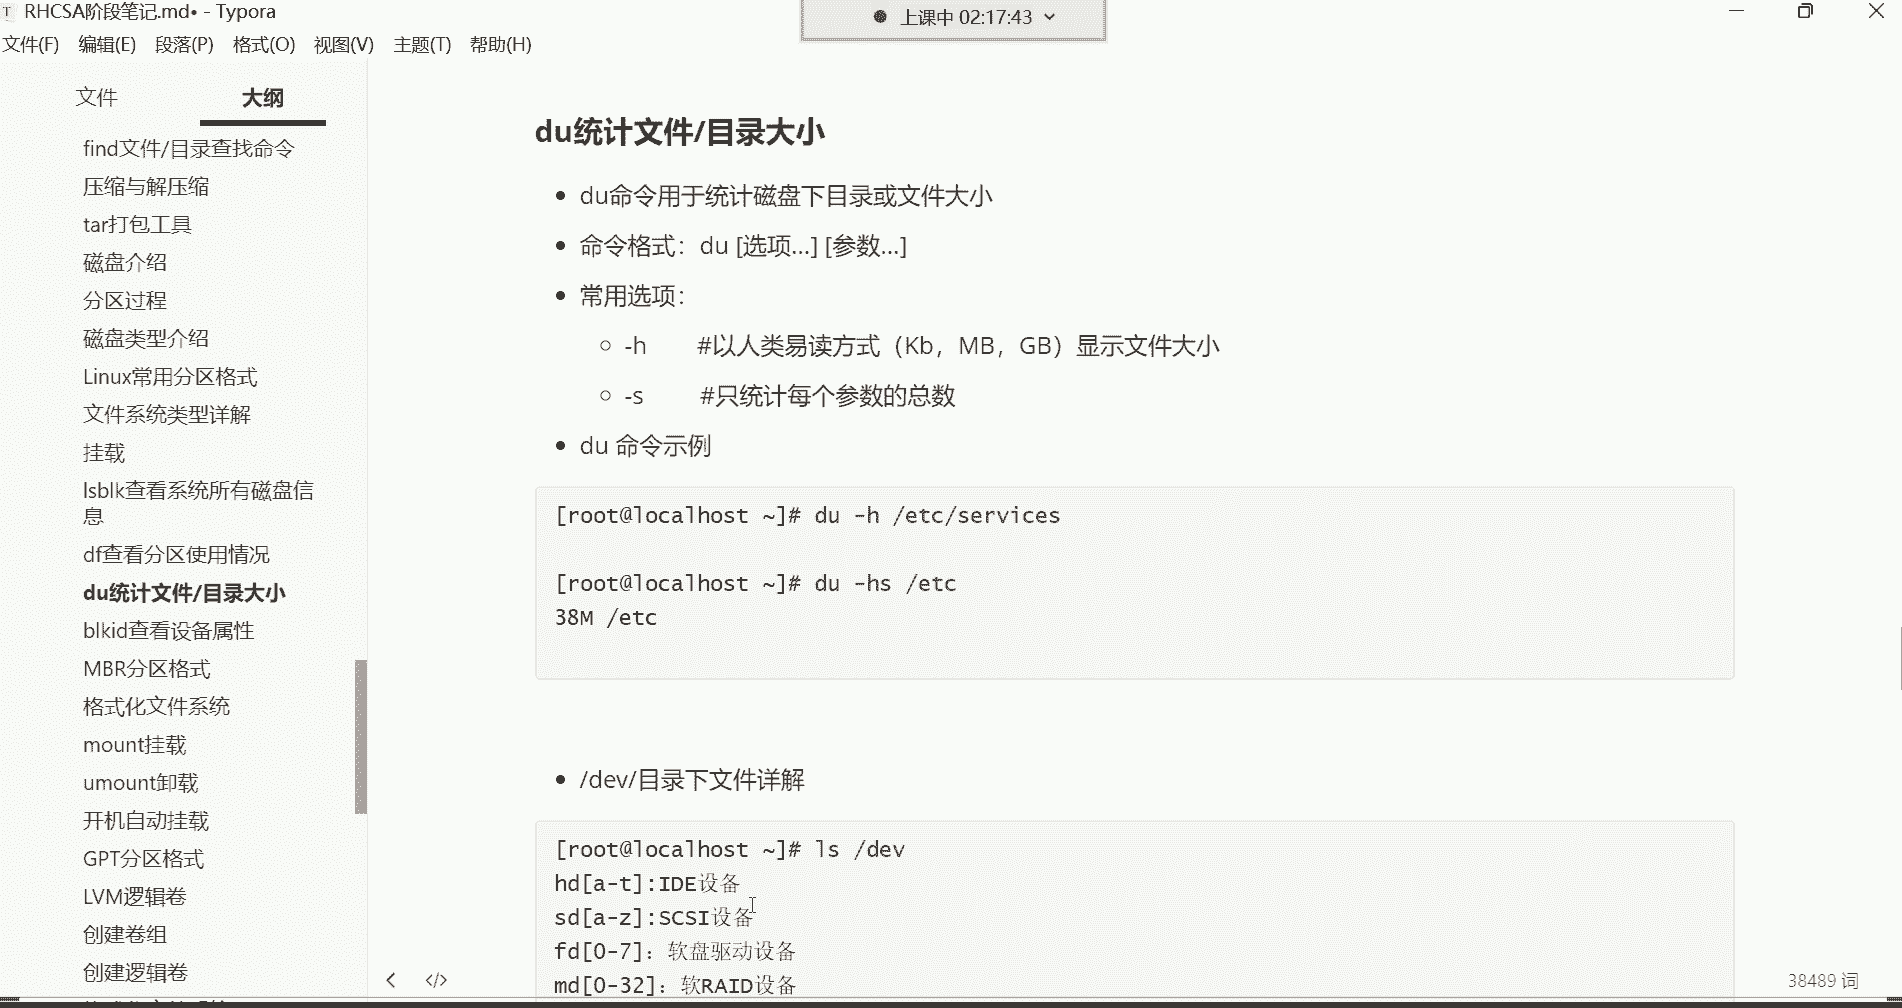 RHCSA阶段笔记.md• - Typora
上课中 02:17:43
文件(F) 编辑(E) 段落(P) 格式(O) 视图(V) 主题(T) 帮助(H)
文件 大纲
find文件/目录查找命令
压缩与解压缩
tar打包工具
磁盘介绍
分区过程
磁盘类型介绍
Linux常用分区格式
文件系统类型详解
挂载
lsblk查看系统所有磁盘信
息
df查看分区使用情况
du统计文件/目录大小
blkid查看设备属性
MBR分区格式
格式化文件系统
mount挂载
umount卸载
开机自动挂载
GPT分区格式
LVM逻辑卷
创建卷组
创建逻辑卷
du统计文件/目录大小
du命令用于统计磁盘下目录或文件大小
命令格式：du [选项...] [参数...]
常用选项：
-h #以人类易读方式（Kb，MB，GB）显示文件大小
-s #只统计每个参数的总数
du 命令示例
[root@localhost ~]# du -h /etc/services
[root@localhost ~]# du -hs /etc
38M /etc
/dev/目录下文件详解
[root@localhost ~]# ls /dev
hd[a-t]:IDE设备
sd[a-z]:SCSI设备
fd[0-7]：软盘驱动设备
md[0-32]：软RAID设备
38489 词